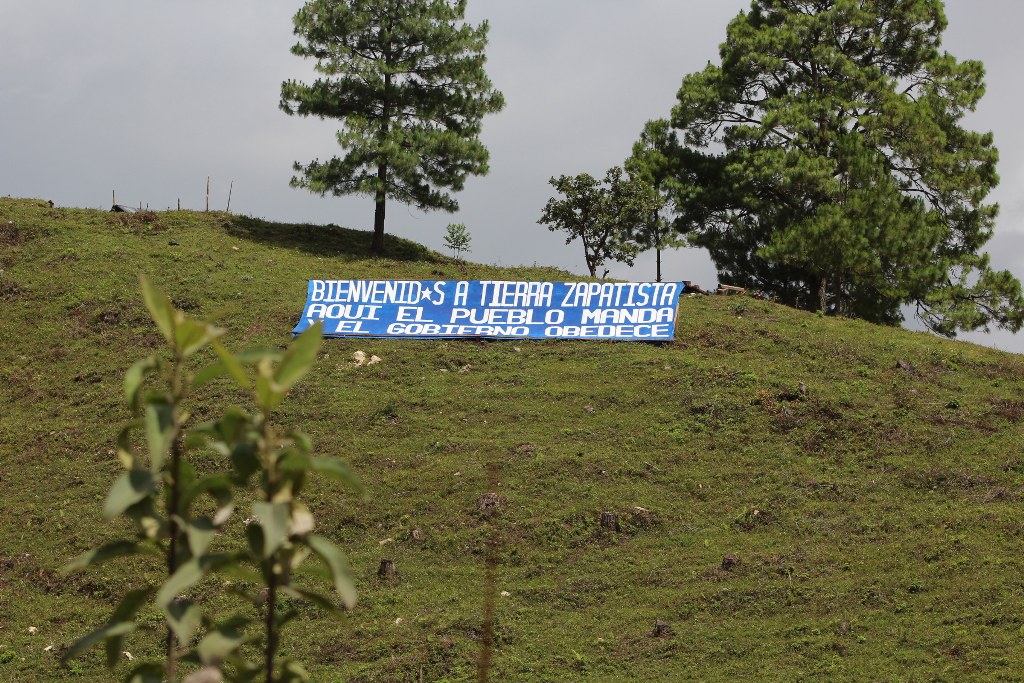 BIENVENID★S A TIERRA ZAPATISTA
AQUI EL PUEBLO MANDA
Y EL GOBIERNO OBEDECE